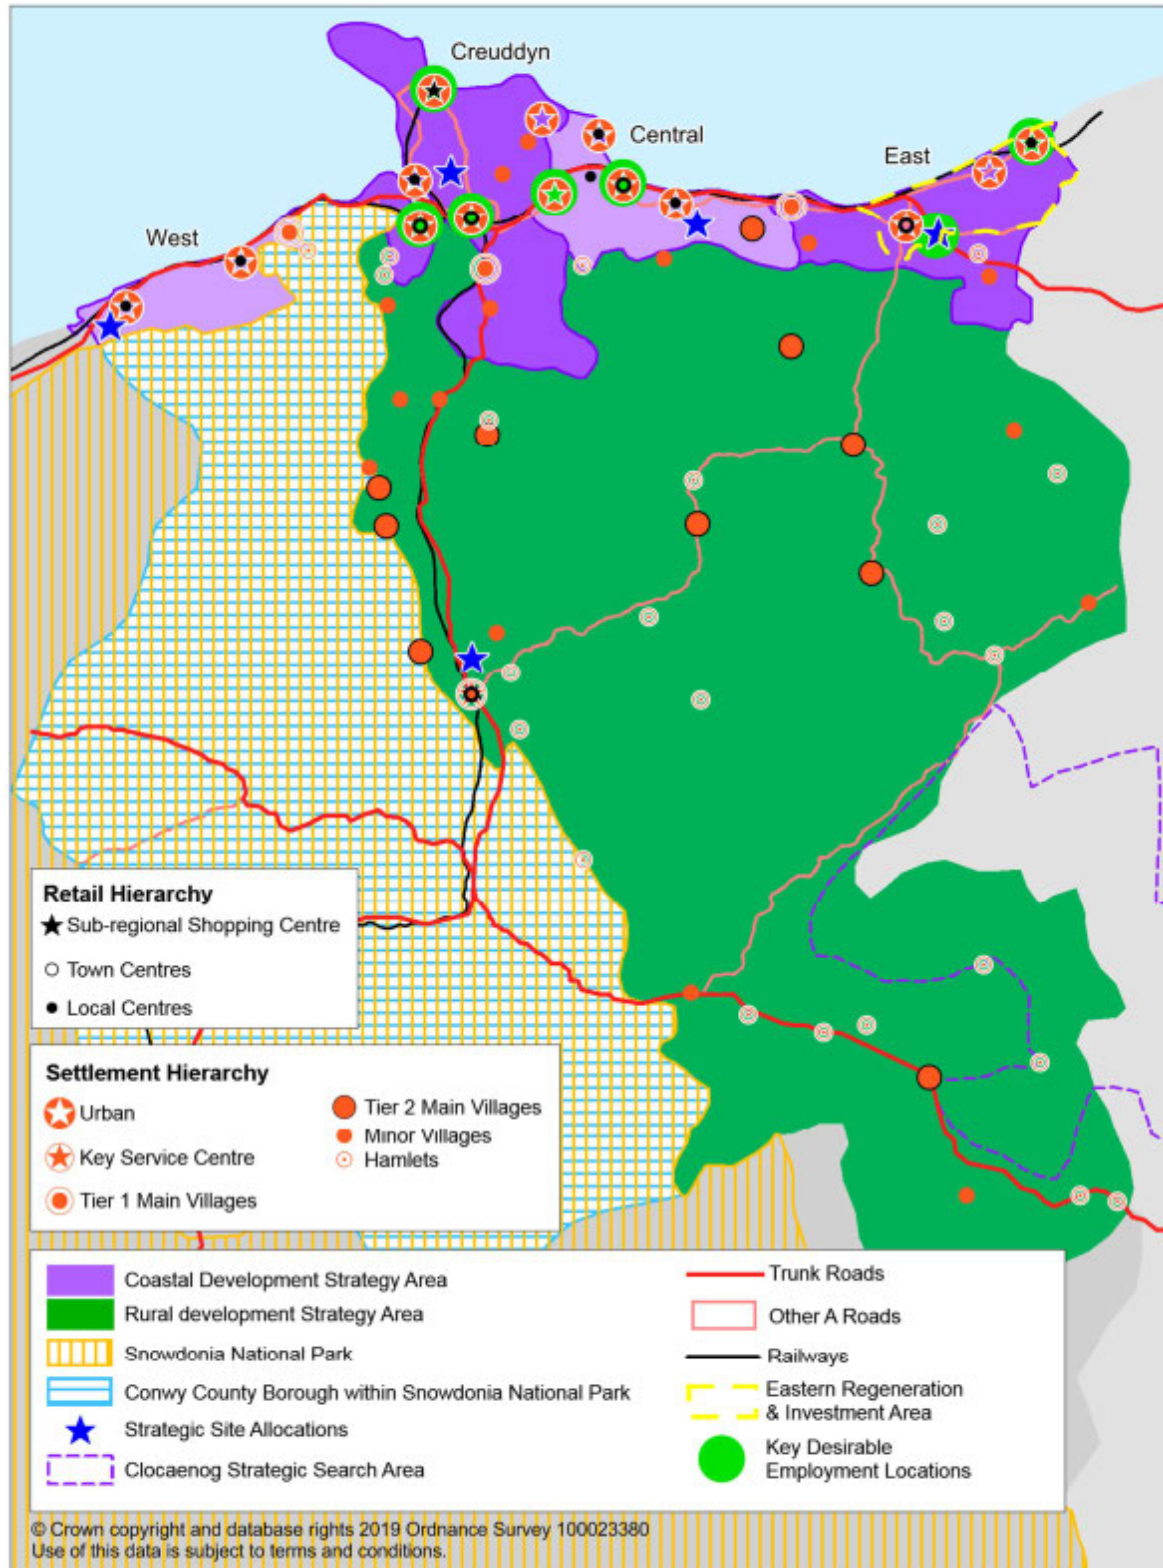 Creuddyn
Central
East
West
Retail Hierarchy
Sub-regional Shopping Centre
Town Centres
Local Centres
Settlement Hierarchy
Urban
Key Service Centre
Tier 1 Main Villages
Tier 2 Main Villages
Minor Villages
Hamlets
Coastal Development Strategy Area
Rural development Strategy Area
Snowdonia National Park
Conwy County Borough within Snowdonia National Park
Strategic Site Allocations
Clocaenog Strategic Search Area
Trunk Roads
Other A Roads
Railways
Eastern Regeneration
& Investment Area
Key Desirable
Employment Locations
© Crown copyright and database rights 2019 Ordnance Survey 100023380
Use of this data is subject to terms and conditions.